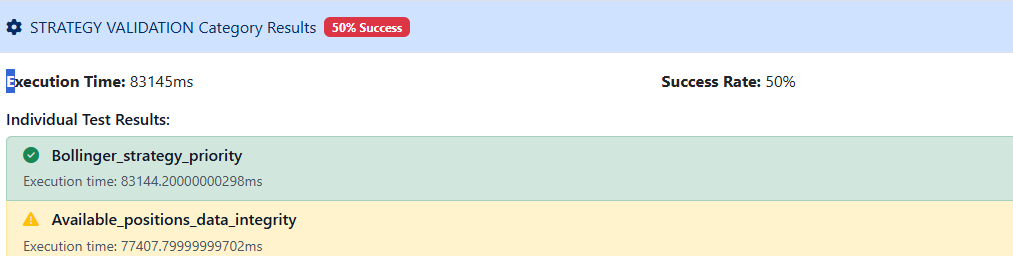 STRATEGY VALIDATION Category Results 50% Success
Execution Time: 83145ms Success Rate: 50%
Individual Test Results:
Bollinger_strategy_priority
Execution time: 83144.20000000298ms
Available_positions_data_integrity
Execution time: 77407.79999999702ms